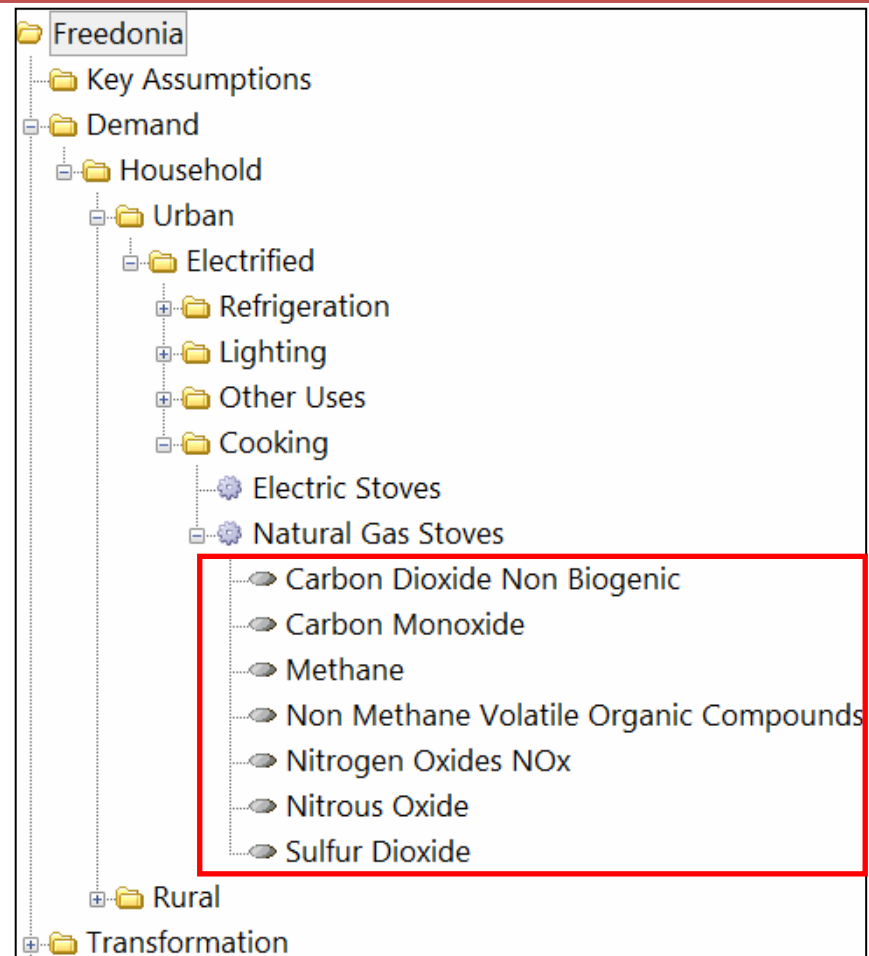 Freedonia
Key Assumptions
Demand
Household
Urban
Electrified
Refrigeration
Lighting
Other Uses
Cooking
Electric Stoves
Natural Gas Stoves
Carbon Dioxide Non Biogenic
Carbon Monoxide
Methane
Non Methane Volatile Organic Compounds
Nitrogen Oxides NOx
Nitrous Oxide
Sulfur Dioxide
Rural
Transformation